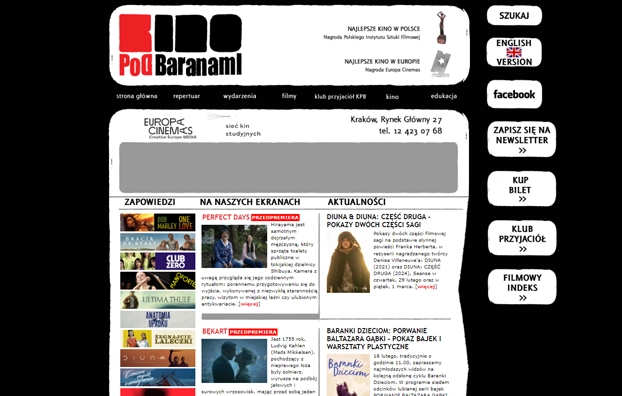 KINO
Pod Baranami
NAJLEPSZE KINO W POLSCE
Nagroda Polskiego Instytutu Sztuki Filmowej
NAJLEPSZE KINO W EUROPIE
Nagroda Europa Cinemas
SZUKAJ
ENGLISH
VERSION
facebook
ZAPISZ SIĘ NA
NEWSLETTER
>>
KUP
BILET
>>
KLUB
PRZYJACIÓŁ
>>
FILMOWY
INDEKS
>>
strona główna repertuar wydarzenia filmy klub przyjaciół KPB kino edukacja
EUROPA
CINEMAS
Creative Europe MEDIA
sieć kin
studyjnych
Kraków, Rynek Główny 27
tel. 12 423 07 68
ZAPOWIEDZI
BOB MARLEY ONE LOVE
BRACIA
CLUB ZERO
ULTIMA THULE
ANATOMIA UPADKU
ŻEGNAJCIE LALECZKI
DIUNA
NA NASZYCH EKRANACH
PERFECT DAYS PRZEDPREMIERA
Hirayama jest
samotnym
dojrzałym
mężczyzną, który
sprząta toalety
publiczne w
tokijskiej dzielnicy
Shibuya. Kamera z
uwagą przygląda się jego codziennym
rytuałom: porannemu przygotowywaniu się do
wyjścia, wykonywanej z niezwykłą starannością
pracy, wizytom w miejskiej łaźni czy ulubionym
antykwariacie. [więcej]
BĘKART PRZEDPREMIERA
Jest 1755 rok.
Ludvig Kahlen
(Mads Mikkelsen),
pochodzący z
nieprawego łoża
były żołnierz,
wyrusza na podbój
jałowych i
surowych wrzosowisk, mając przed sobą jeden
AKTUALNOŚCI
DIUNA & DIUNA: CZĘŚĆ DRUGA -
POKAZY DWÓCH CZĘŚCI SAGI
Pokazy dwóch części filmowej
sagi na podstawie słynnej
powieści Franka Herberta, w
reżyserii nagradzanego twórcy
Denisa Villeneuve'a: DIUNA
(2021) oraz DIUNA: CZĘŚĆ
DRUGA (2024). Seanse w
czwartek, 29 lutego oraz w
piątek, 1 marca. [więcej]
BARANKI DZIECIOM: PORWANIE
BALTAZARA GĄBKI - POKAZ BAJEK I
WARSZTATY PLASTYCZNE
Baranki
Dzieciom
18 lutego, tradycyjnie o
godzinie 11.00, zapraszamy
najmłodszych widzów na
kolejną odsłonę cyklu Baranki
Dzieciom. W programie siedem
odcinków lubianej serii bajek
PORWANIE BALTAZARA GĄBKI